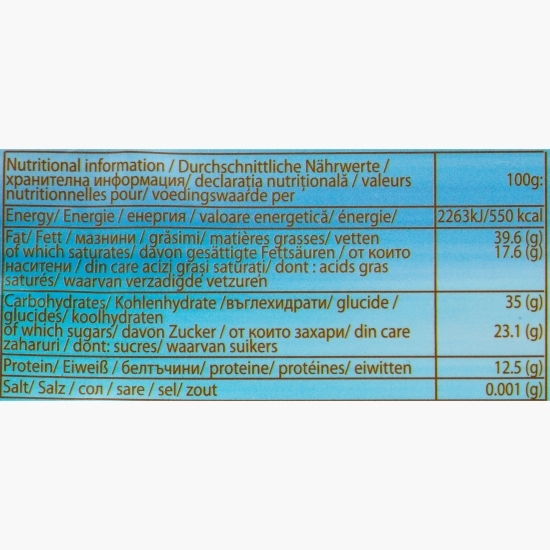 Nutritional information / Durchschnittliche Nährwerte /
хранителна информация/ declarația nutrițională / valeurs
nutritionnelles pour/ voedingswaarde per
100g:
Energy/ Energie / енергия / valoare energetică/ énergie/
2263kJ/550 kcal
Fat/ Fett / мазнини / grăsimi/ matières grasses/ vetten
39.6 (g)
of which saturates/ davon gesättigte Fettsäuren / от които
17.6 (g)
наситени / din care acizi grași saturați/ dont : acids gras
saturés/ waarvan verzadigde vetzuren
Carbohydrates/ Kohlenhydrate /въглехидрати/ glucide /
35 (g)
glucides/ koolhydraten
of which sugars/ davon Zucker / от които захари/ din care
23.1 (g)
zaharuri / dont: sucres/ waarvan suikers
Protein/ Eiweiß / белтъчини/ proteine/ protéines/ eiwitten
12.5 (g)
Salt/ Salz / сол / sare / sel/ zout
0.001 (g)